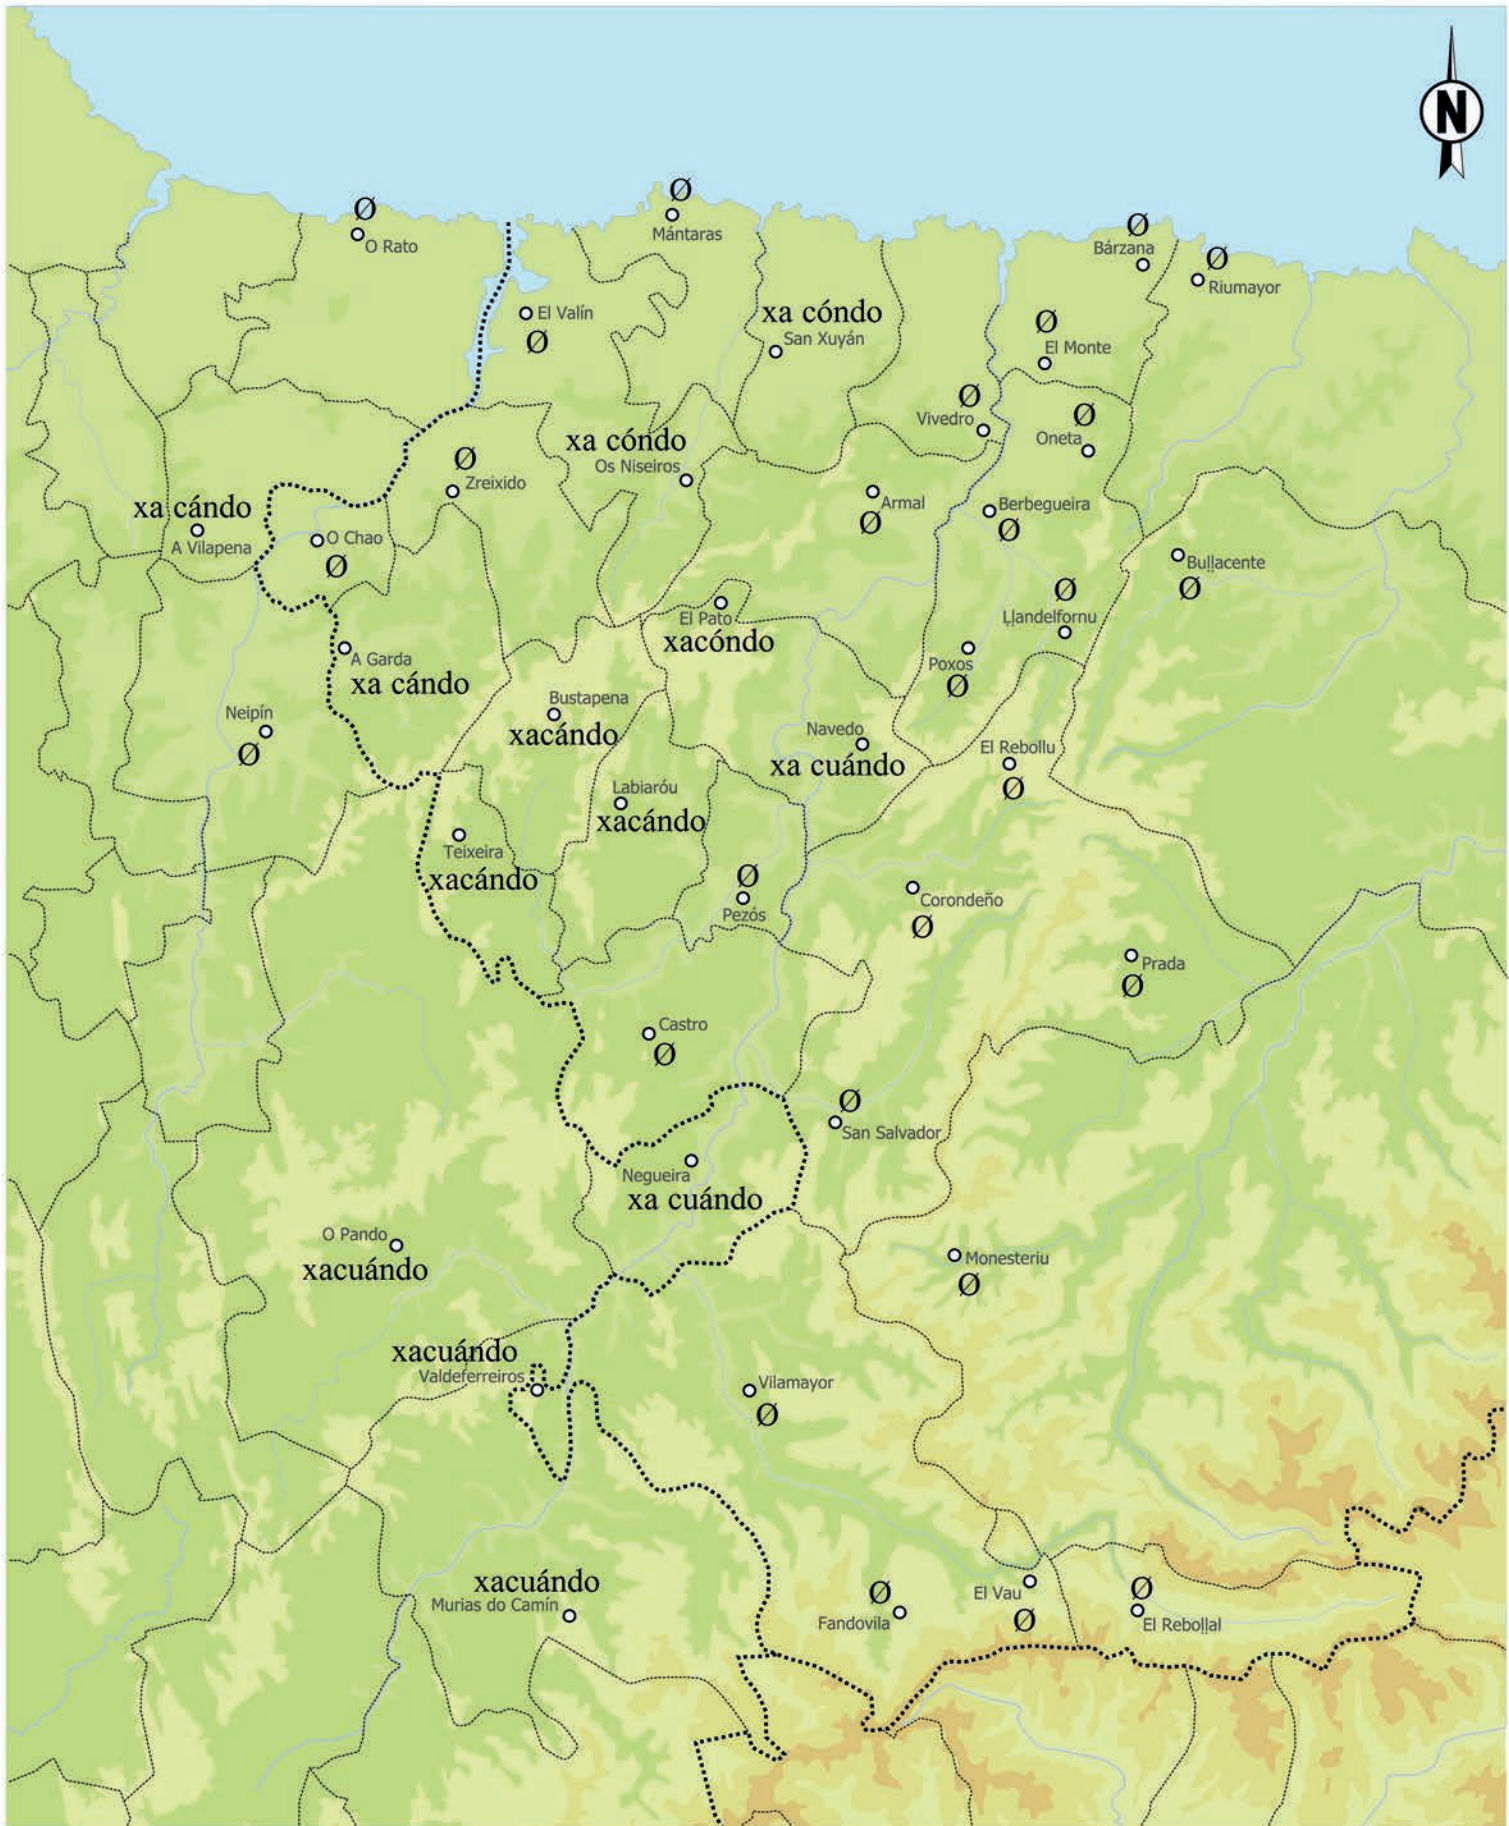 N
Ø
Mántaras
Ø
O Rato
Ø
Bárzana
Ø
Riumayor
El Valín
Ø
xa cóndo
San Xuyán
Ø
El Monte
Ø
Vivedro
Ø
Oneta
xa cóndo
Os Niseiros
Ø
Zreixido
xa cándo
A Vilapena
Armal
Ø
Berbegueira
Ø
O Chao
Ø
Buḷḷacente
Ø
Ø
Ḷḷandelfornu
El Pato
xacóndo
A Garda
xa cándo
Poxos
Ø
Bustapena
xacándo
Neipín
Ø
Navedo
xa cuándo
El Rebollu
Ø
Labiaróu
xacándo
Teixeira
xacándo
Ø
Pezós
Corondeño
Ø
Prada
Ø
Castro
Ø
Ø
San Salvador
Negueira
xa cuándo
O Pando
xacuándo
Monesteriu
Ø
xacuándo
Valdeferreiros
Vilamayor
Ø
xacuándo
Murias do Camín
Ø
Fandovila
El Vau
Ø
Ø
El Reboḷḷal